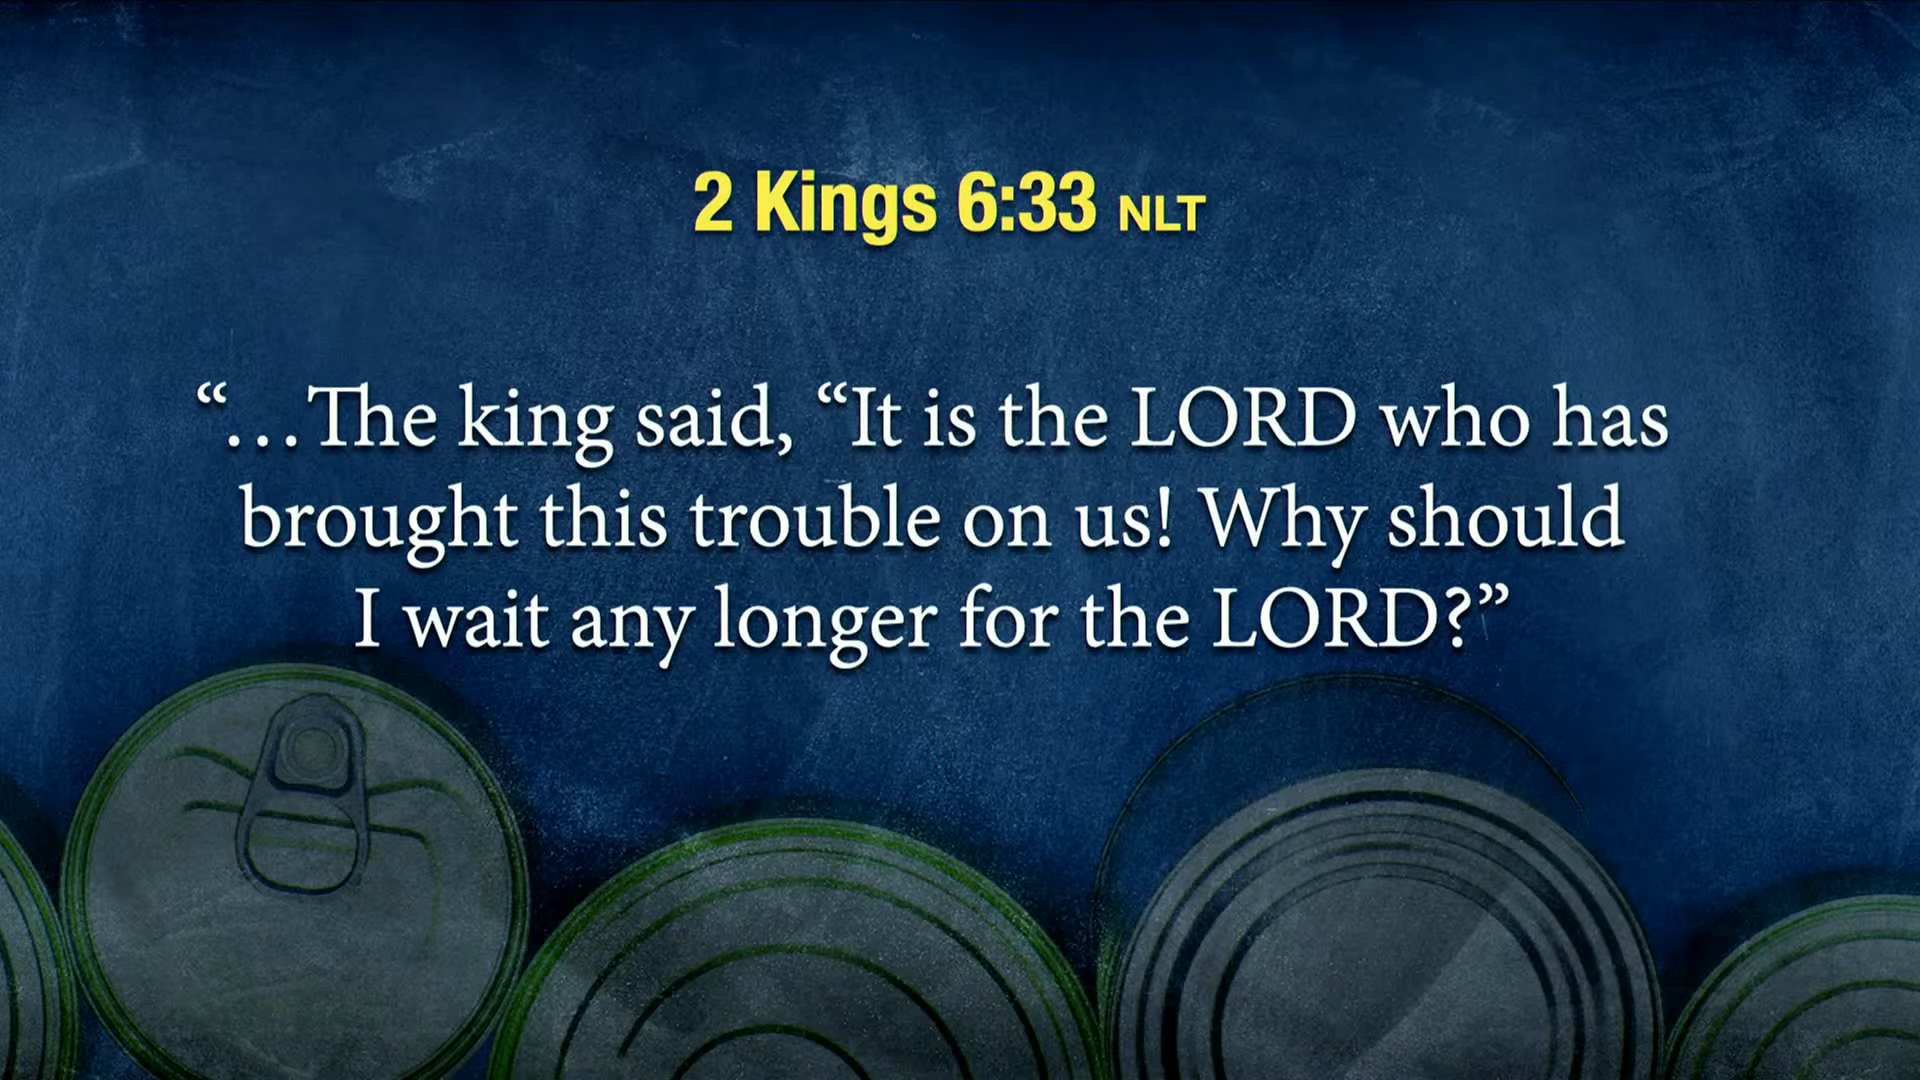 2 Kings 6:33 NLT
“…The king said, “It is the LORD who has
brought this trouble on us! Why should
I wait any longer for the LORD?”